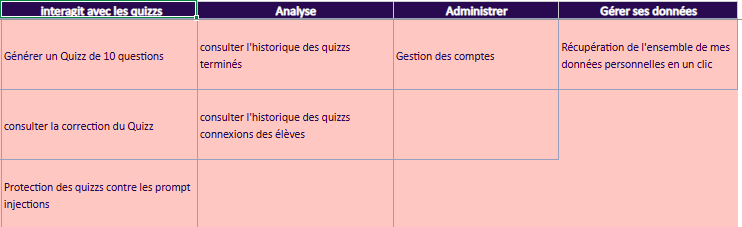 interagit avec les quizzs
Analyse
Administrer
Gérer ses données
Générer un Quizz de 10 questions
consulter l'historique des quizzs
terminés
Gestion des comptes
Récupération de l'ensemble de mes
données personnelles en un clic
consulter la correction du Quizz
consulter l'historique des quizzs
connexions des élèves
Protection des quizzs contre les prompt
injections